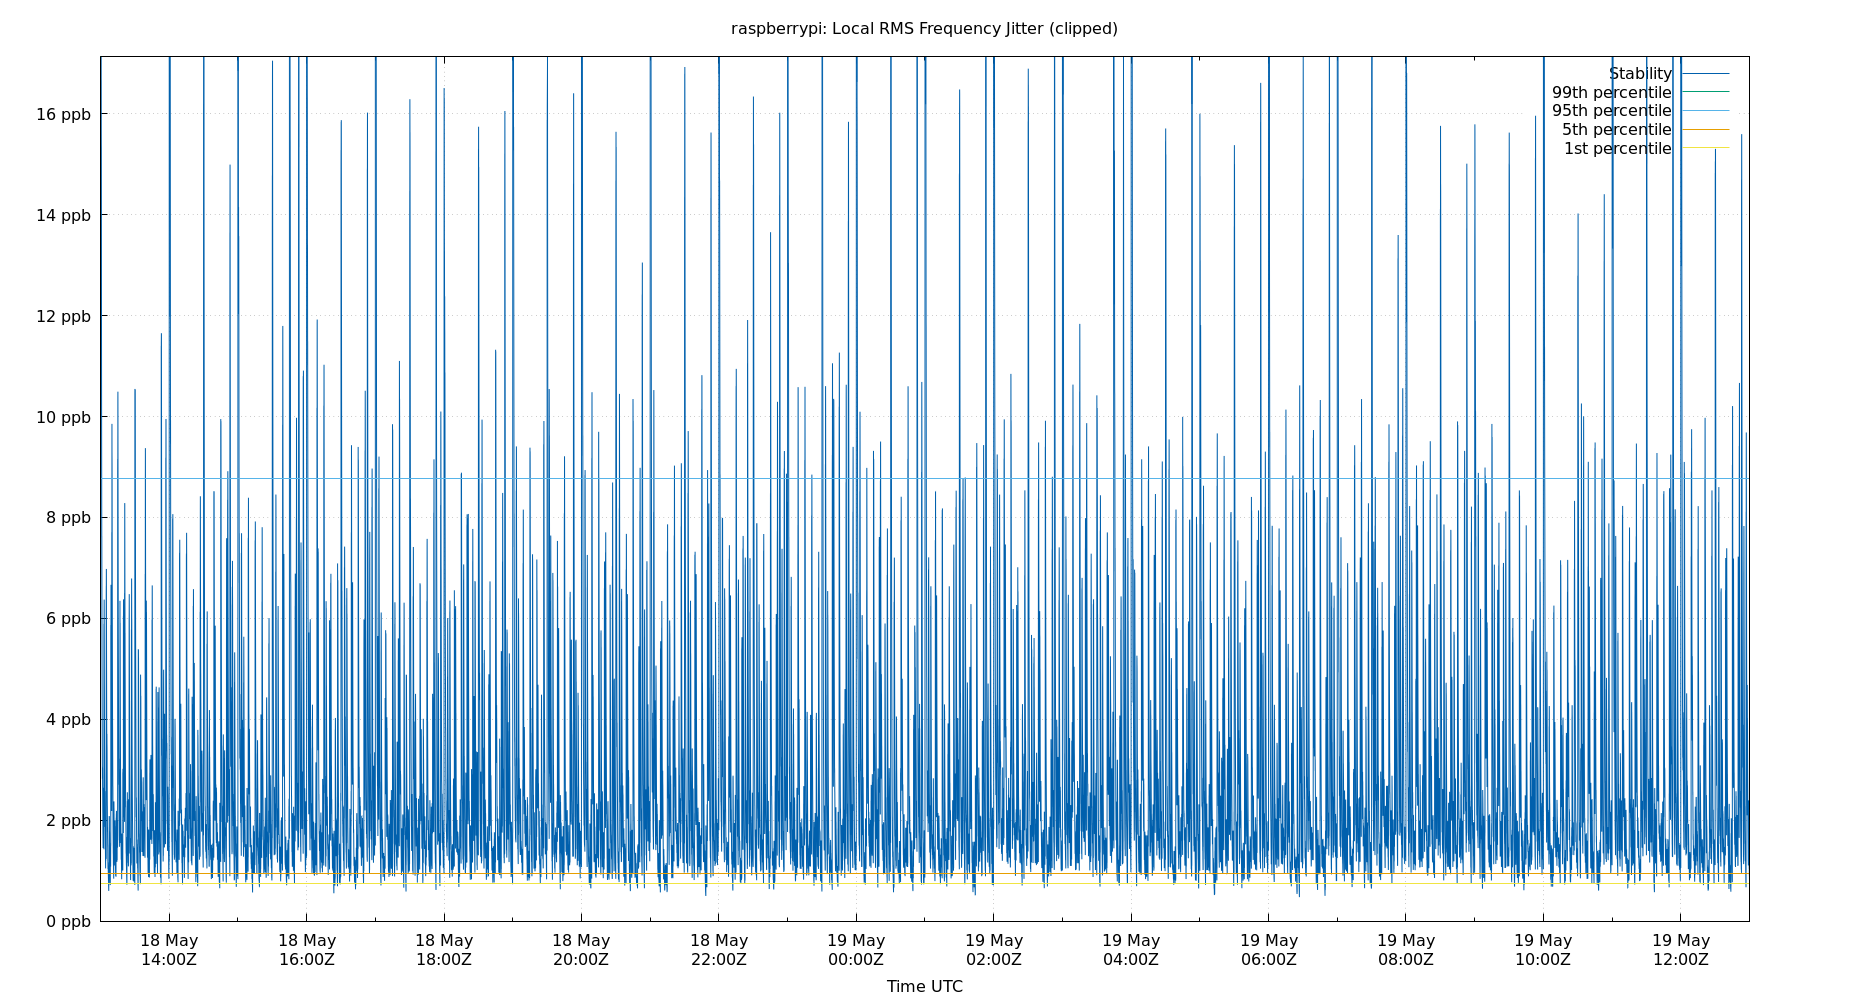 raspberrypi: Local RMS Frequency Jitter (clipped)
Stability
99th percentile
95th percentile
5th percentile
1st percentile
16 ppb
14 ppb
12 ppb
10 ppb
8 ppb
6 ppb
4 ppb
2 ppb
0 ppb
18 May 18 May 18 May 18 May 18 May 19 May 19 May 19 May 19 May 19 May 19 May 19 May
14:00Z 16:00Z 18:00Z 20:00Z 22:00Z 00:00Z 02:00Z 04:00Z 06:00Z 08:00Z 10:00Z 12:00Z
Time UTC